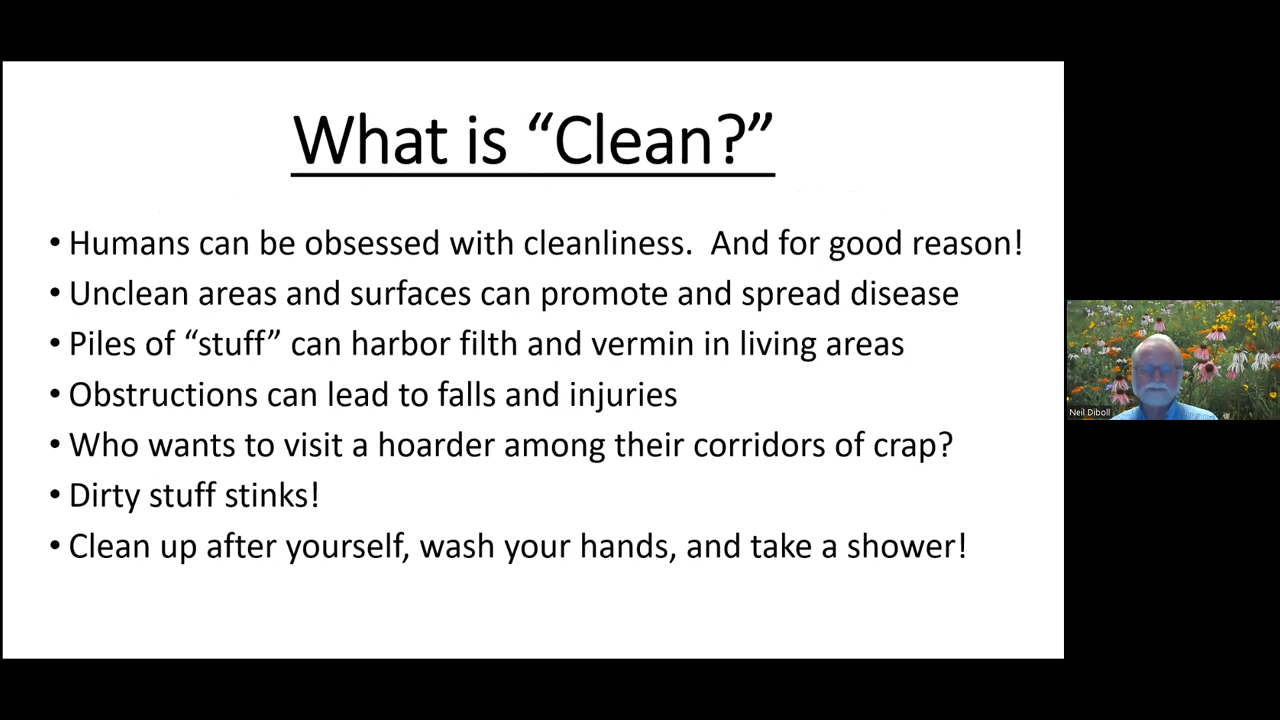 What is “Clean?”
• Humans can be obsessed with cleanliness.  And for good reason!
• Unclean areas and surfaces can promote and spread disease
• Piles of “stuff” can harbor filth and vermin in living areas
• Obstructions can lead to falls and injuries
• Who wants to visit a hoarder among their corridors of crap?
• Dirty stuff stinks!
• Clean up after yourself, wash your hands, and take a shower!
Neil Diboll